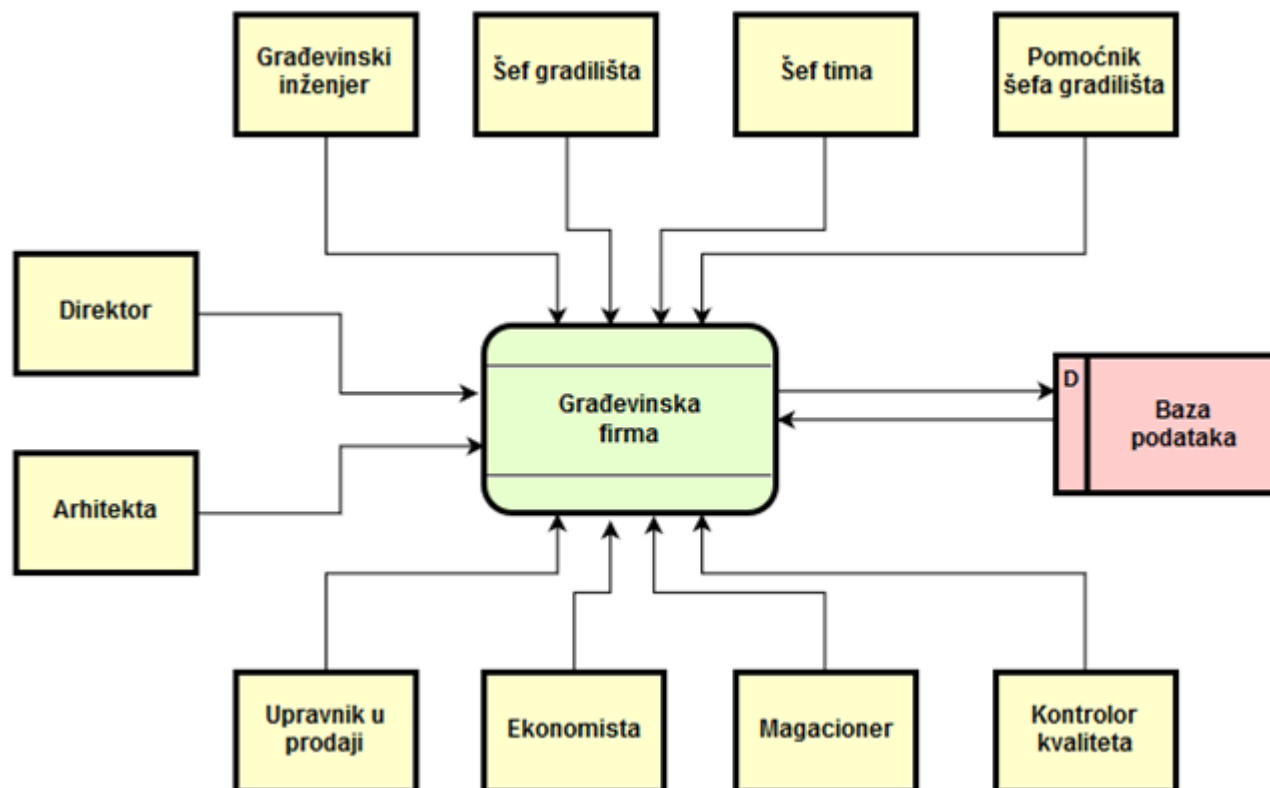 Građevinski
inženjer
Šef gradilišta
Šef tima
Pomoćnik
šefa gradilišta
Direktor
Građevinska
firma
D
Baza
podataka
Arhitekta
Upravnik u
prodaji
Ekonomista
Magacioner
Kontrolor
kvaliteta